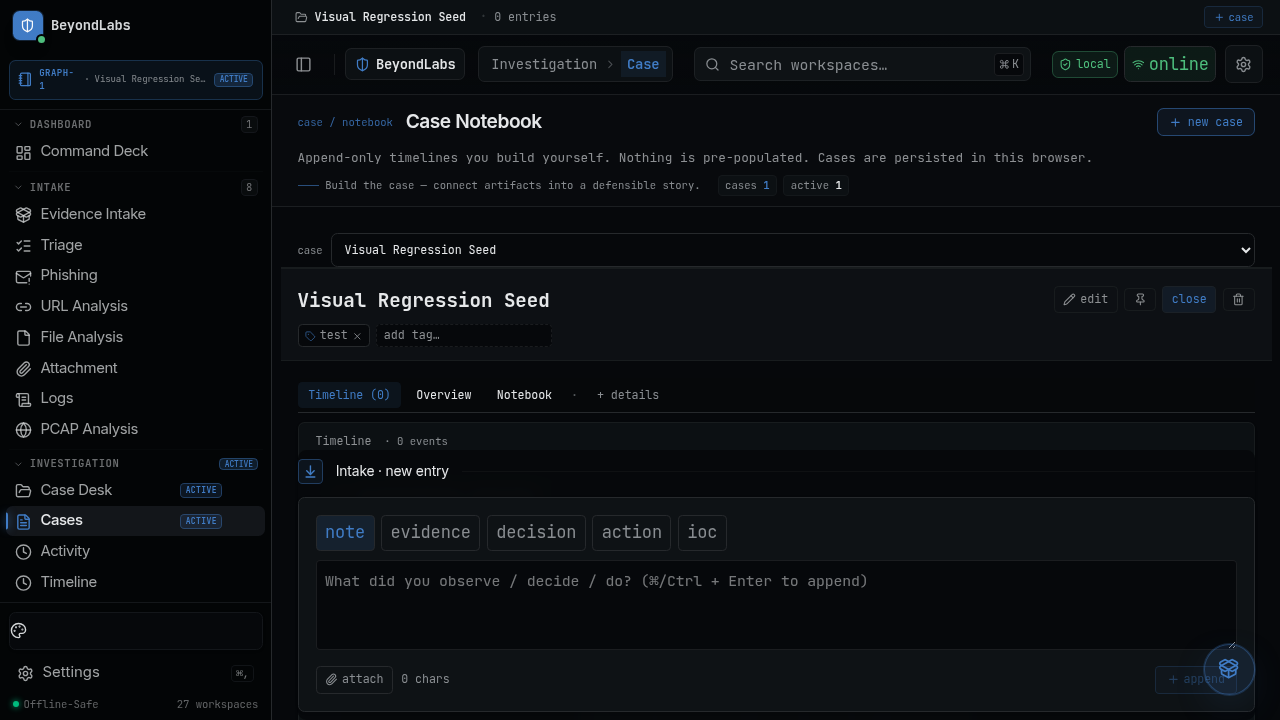 BeyondLabs
GRAPH-1 · Visual Regression Se… ACTIVE
DASHBOARD 1
Command Deck
INTAKE 8
Evidence Intake
Triage
Phishing
URL Analysis
File Analysis
Attachment
Logs
PCAP Analysis
INVESTIGATION ACTIVE
Case Desk ACTIVE
Cases ACTIVE
Activity
Timeline
Settings ⌘,
Offline-Safe 27 workspaces
Visual Regression Seed · 0 entries + case
BeyondLabs Investigation > Case Search workspaces… ⌘K local online
case / notebook Case Notebook + new case
Append-only timelines you build yourself. Nothing is pre-populated. Cases are persisted in this browser.
Build the case — connect artifacts into a defensible story. cases 1 active 1
case Visual Regression Seed
Visual Regression Seed edit close
test × add tag…
Timeline (0) Overview Notebook · + details
Timeline · 0 events
Intake · new entry
note evidence decision action ioc
What did you observe / decide / do? (⌘/Ctrl + Enter to append)
attach 0 chars + append